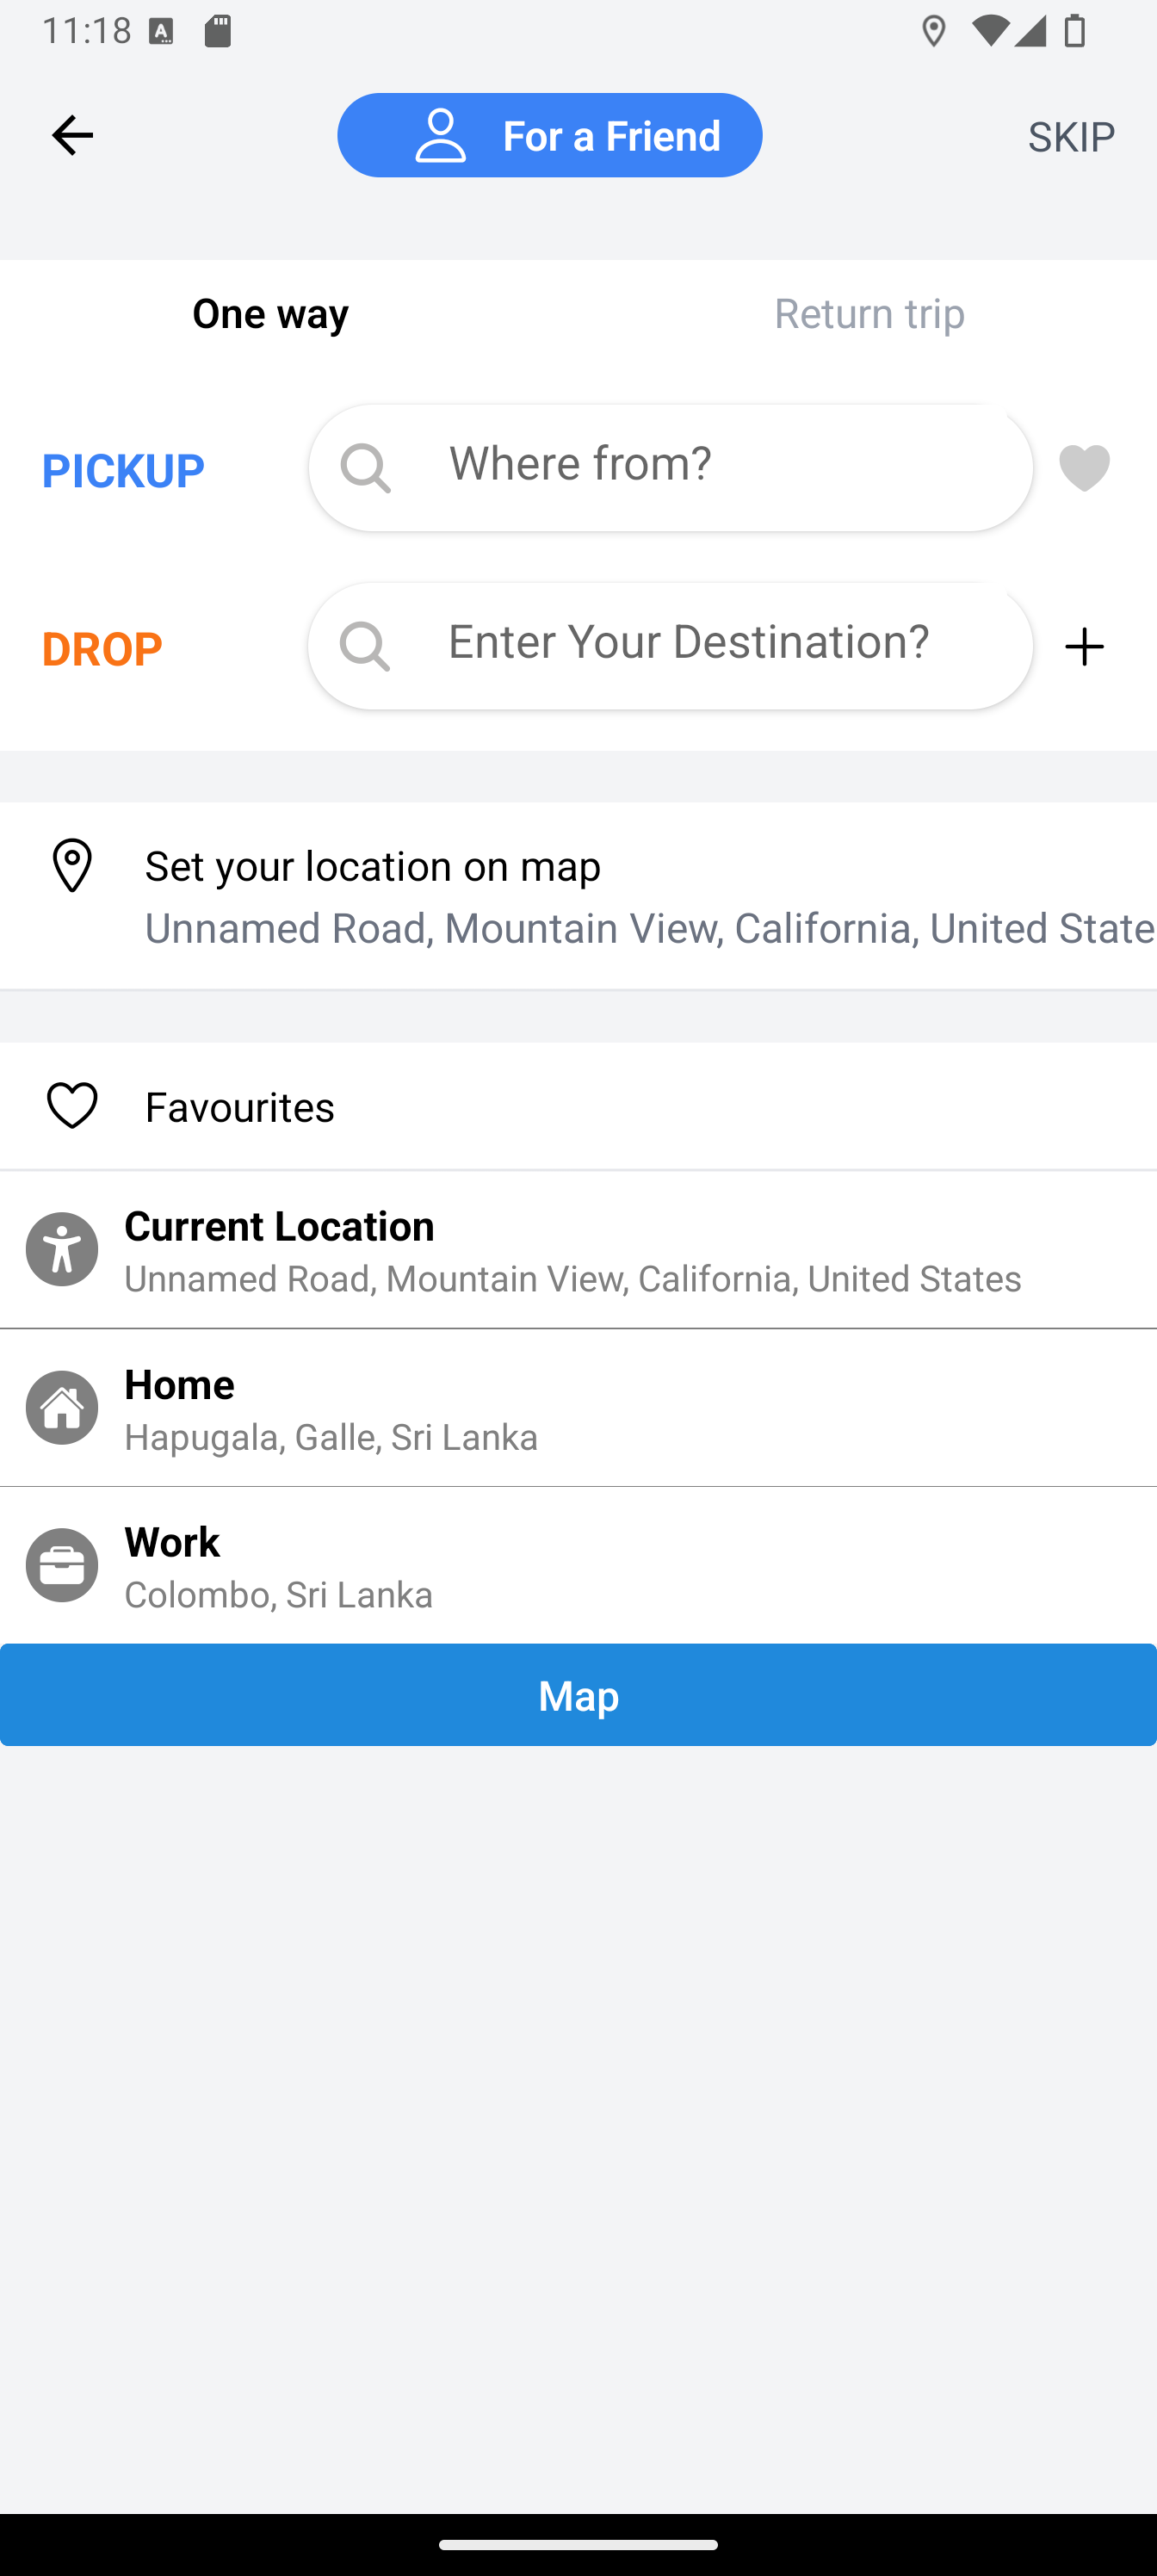 11:18
For a Friend
SKIP
One way
Return trip
PICKUP
Where from?
DROP
Enter Your Destination?
Set your location on map
Unnamed Road, Mountain View, California, United State
Favourites
Current Location
Unnamed Road, Mountain View, California, United States
Home
Hapugala, Galle, Sri Lanka
Work
Colombo, Sri Lanka
Map